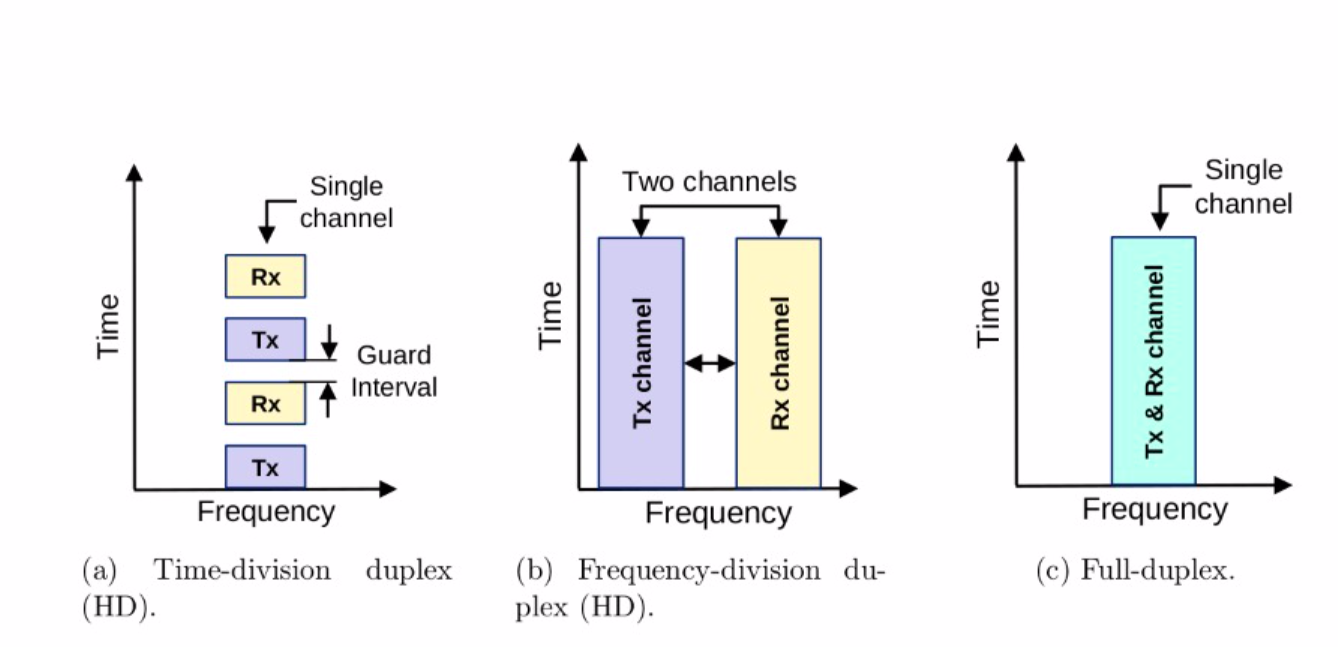 Single
channel
Rx
Tx
Guard
Interval
Rx
Tx
Time
Frequency
(a) Time-division duplex
(HD).
Two channels
Tx channel
Rx channel
Time
Frequency
(b) Frequency-division du-
plex (HD).
Single
channel
Tx & Rx channel
Time
Frequency
(c) Full-duplex.